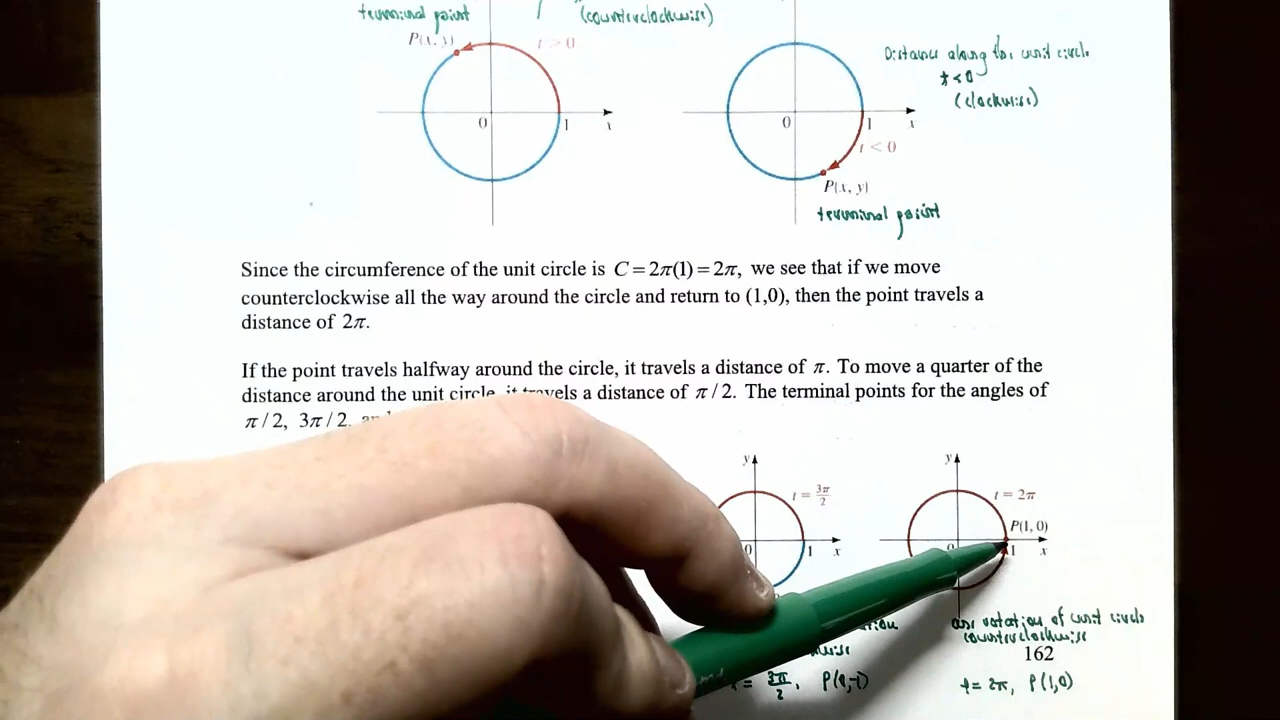 terminal point
(counterclockwise)
P(x, y)
t > 0
0
1
x
Distance along the unit circle
t < 0
(clockwise)
0
1
x
t < 0
P(x, y)
terminal point
Since the circumference of the unit circle is C = 2π(1) = 2π, we see that if we move
counterclockwise all the way around the circle and return to (1,0), then the point travels a
distance of 2π.
If the point travels halfway around the circle, it travels a distance of π. To move a quarter of the
distance around the unit circle, it travels a distance of π / 2. The terminal points for the angles of
π / 2, 3π / 2,
y
t = 3π/2
0
1
x
y
t = 2π
P(1, 0)
1
x
one rotation of unit circle
counterclockwise
162
t = 3π/2, P(0,-1)
t = 2π, P(1,0)